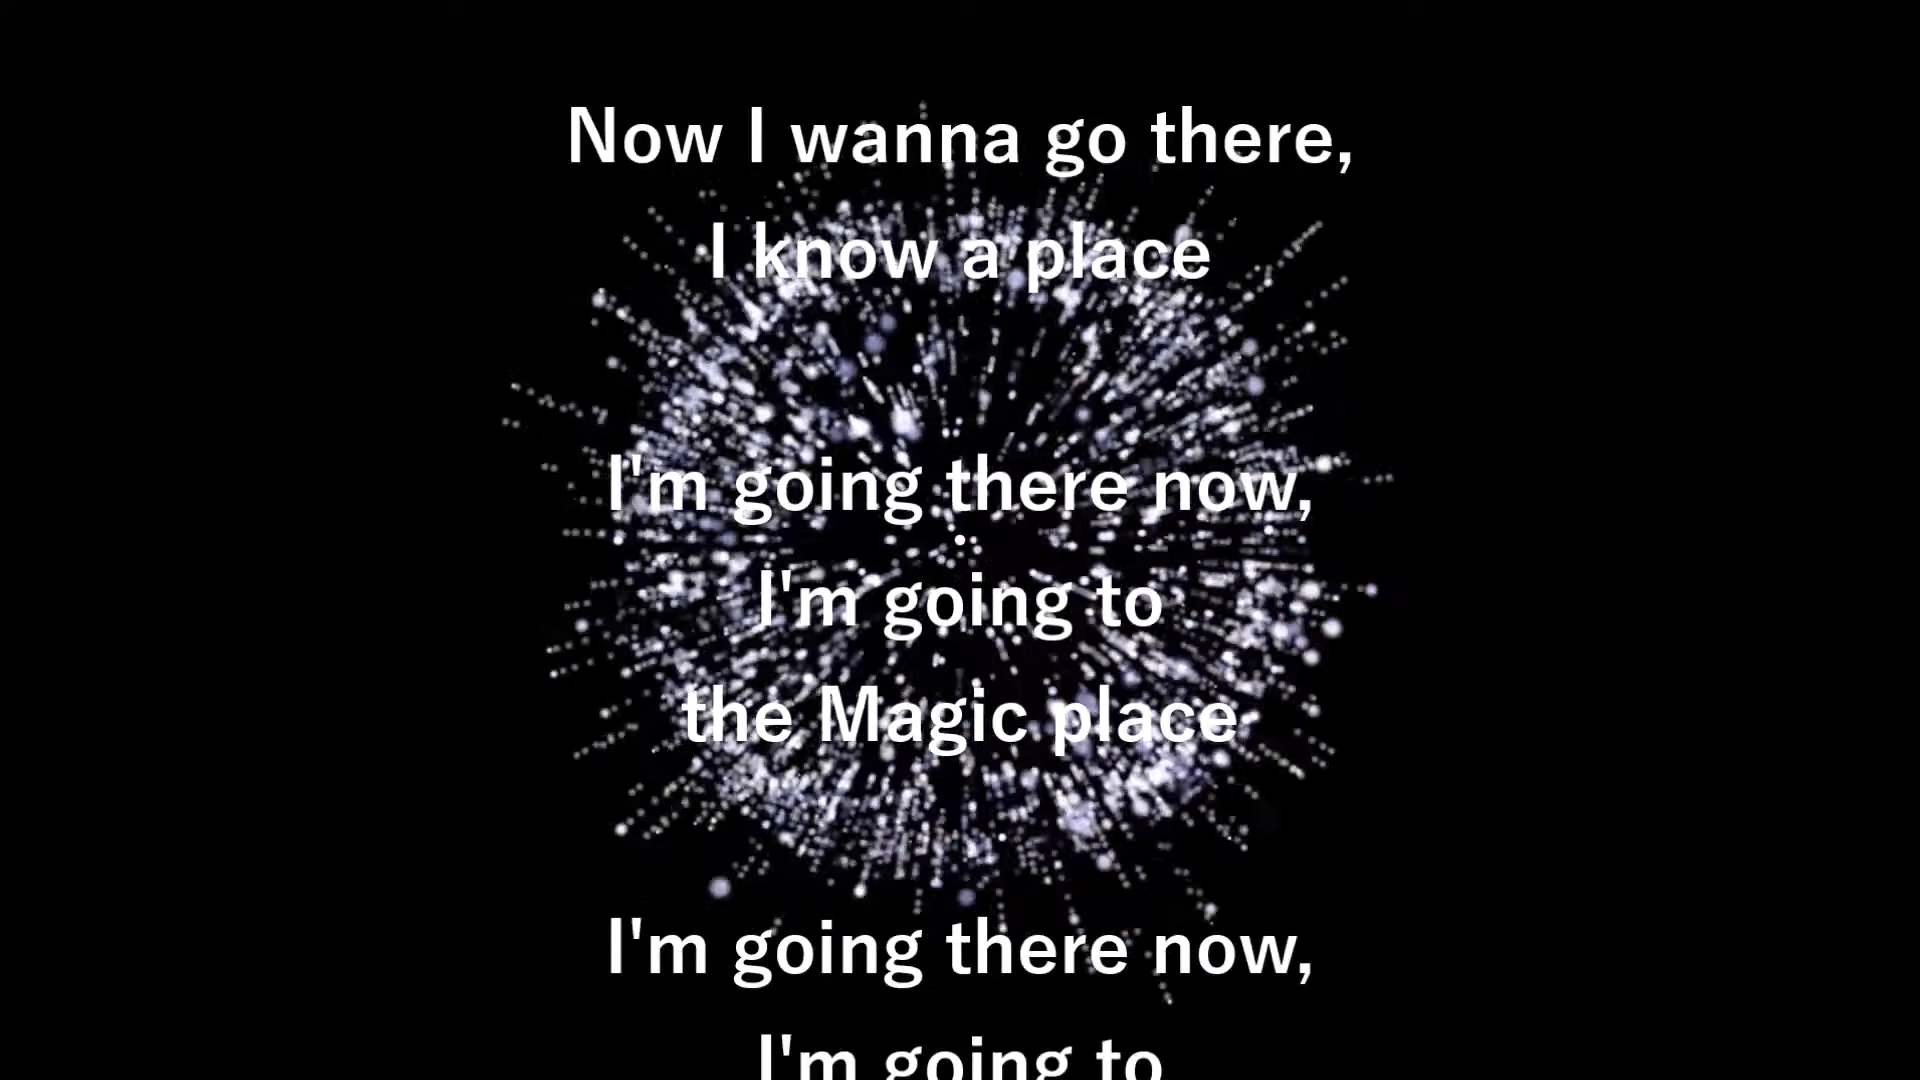 Now I wanna go there,
I know a place
I'm going there now,
I'm going to
the Magic place
I'm going there now,
I'm going to